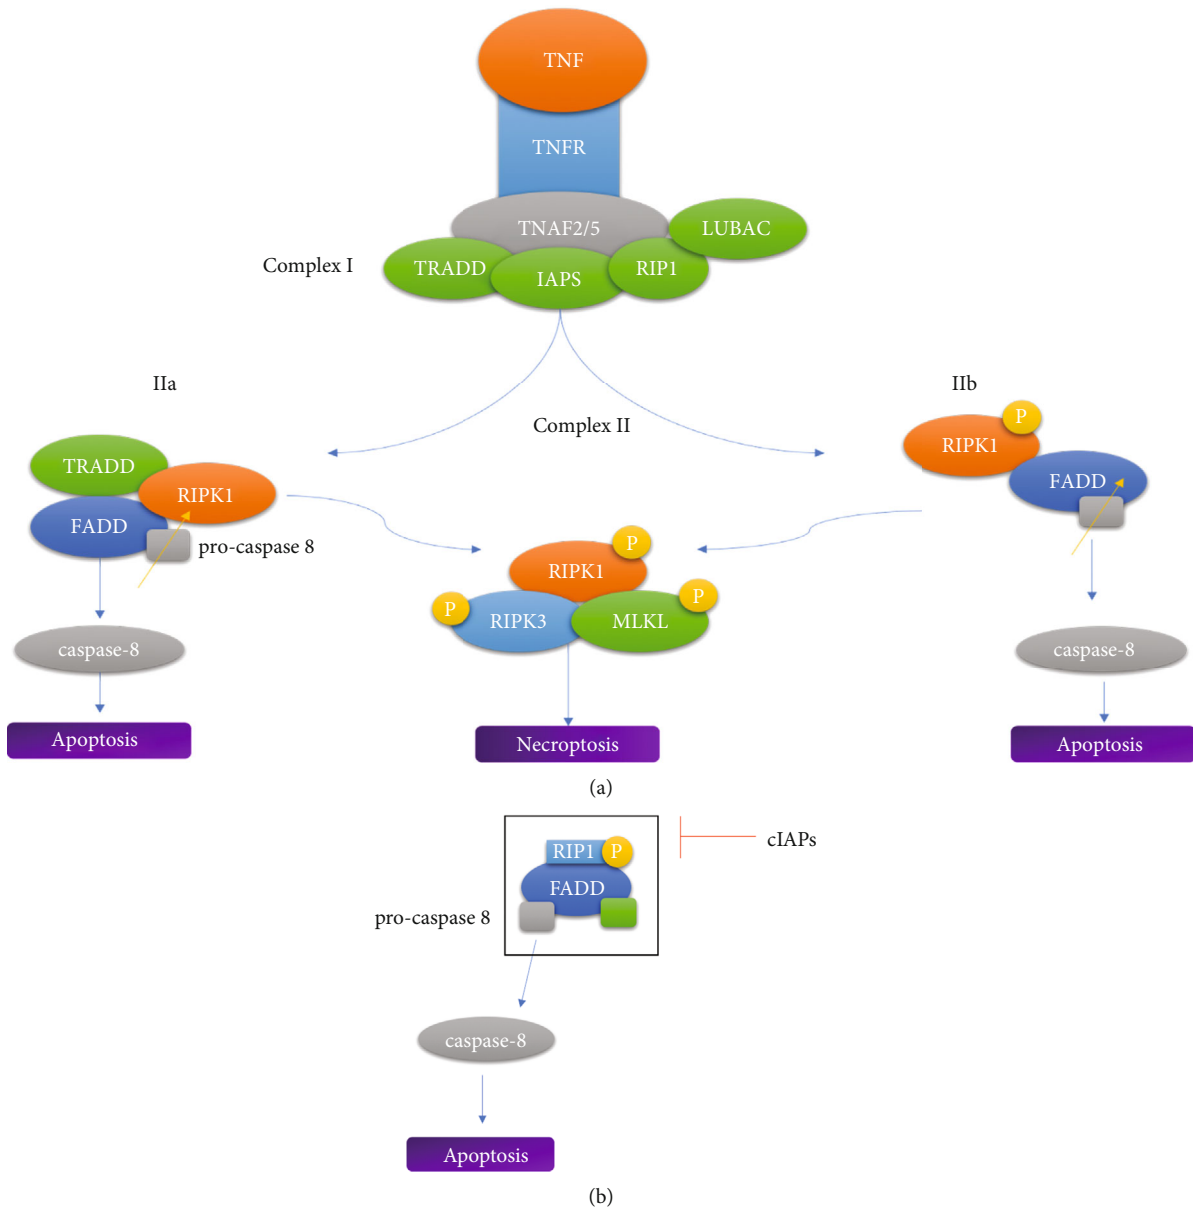 TNF
TNFR
TNAF2/5
LUBAC
Complex I
TRADD
IAPS
RIP1
IIa
IIb
Complex II
P
RIPK1
TRADD
RIPK1
FADD
FADD
pro-caspase 8
P
RIPK1
P
RIPK3
MLKL
P
caspase-8
caspase-8
Apoptosis
Necroptosis
Apoptosis
(a)
RIP1
P
cIAPs
FADD
pro-caspase 8
caspase-8
Apoptosis
(b)